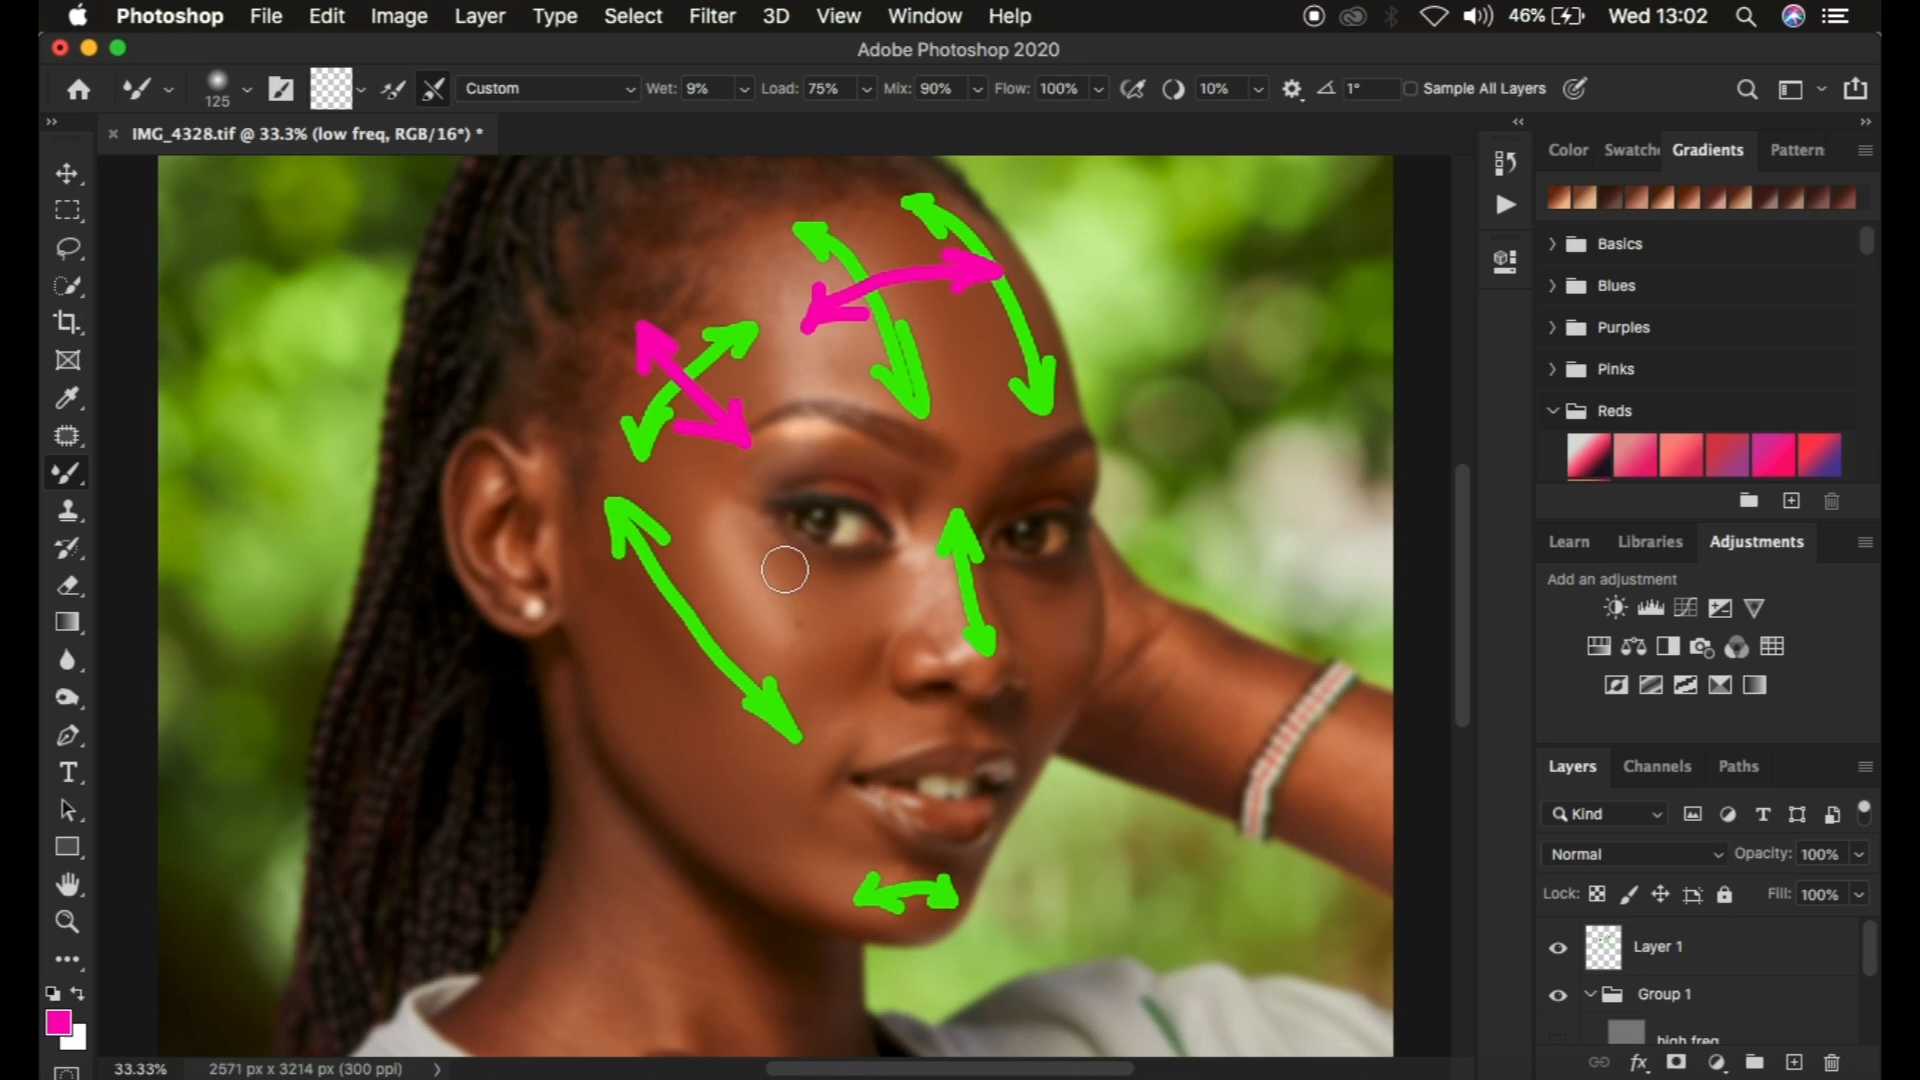 Photoshop File Edit Image Layer Type Select Filter 3D View Window Help 46% Wed 13:02
Adobe Photoshop 2020
125 Custom Wet: 9% Load: 75% Mix: 90% Flow: 100% 10% 1° Sample All Layers
IMG_4328.tif @ 33.3% (low freq, RGB/16*) *
Color Swatche Gradients Pattern
Basics
Blues
Purples
Pinks
Reds
Learn Libraries Adjustments
Add an adjustment
Layers Channels Paths
Kind
Normal Opacity: 100%
Lock: Fill: 100%
Layer 1
Group 1
high freq
33.33% 2571 px x 3214 px (300 ppi)